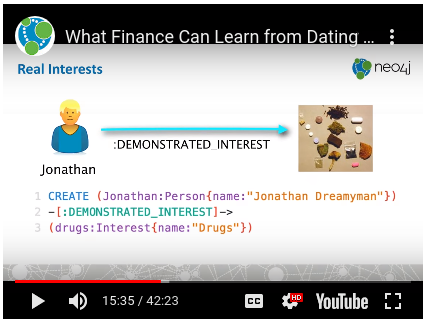 What Finance Can Learn from Dating ...
Real Interests
neo4j
:DEMONSTRATED_INTEREST
Jonathan
1 CREATE (Jonathan:Person{name:"Jonathan Dreamyman"})
2 -[:DEMONSTRATED_INTEREST]->
3 (drugs:Interest{name:"Drugs"})
15:35 / 42:23
CC
HD
YouTube